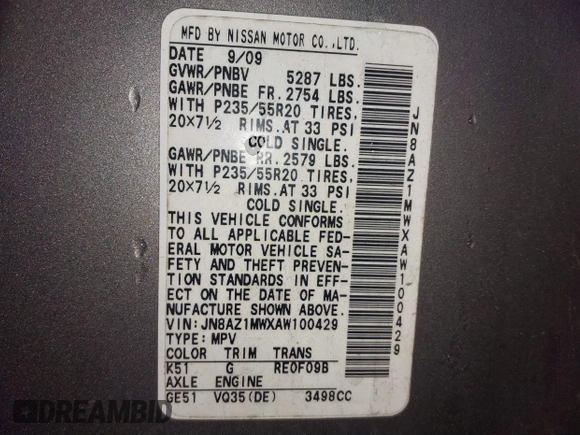 MFD BY NISSAN MOTOR CO.,LTD.
DATE 9/09
GVWR/PNBV 5287 LBS.
GAWR/PNBE FR. 2754 LBS.
WITH P235/55R20 TIRES,
20×7½ RIMS.AT 33 PSI
COLD SINGLE.
GAWR/PNBE RR. 2579 LBS.
WITH P235/55R20 TIRES,
20×7½ RIMS.AT 33 PSI
COLD SINGLE.
THIS VEHICLE CONFORMS
TO ALL APPLICABLE FED-
ERAL MOTOR VEHICLE SA-
FETY AND THEFT PREVEN-
TION STANDARDS IN EFF-
ECT ON THE DATE OF MA-
NUFACTURE SHOWN ABOVE.
VIN:JN8AZ1MWXAW100429
TYPE:MPV
COLOR TRIM TRANS
K51 G RE0F09B
AXLE ENGINE
GE51 VQ35(DE) 3498CC
JN8AZ1MWXAW100429
DREAMBID